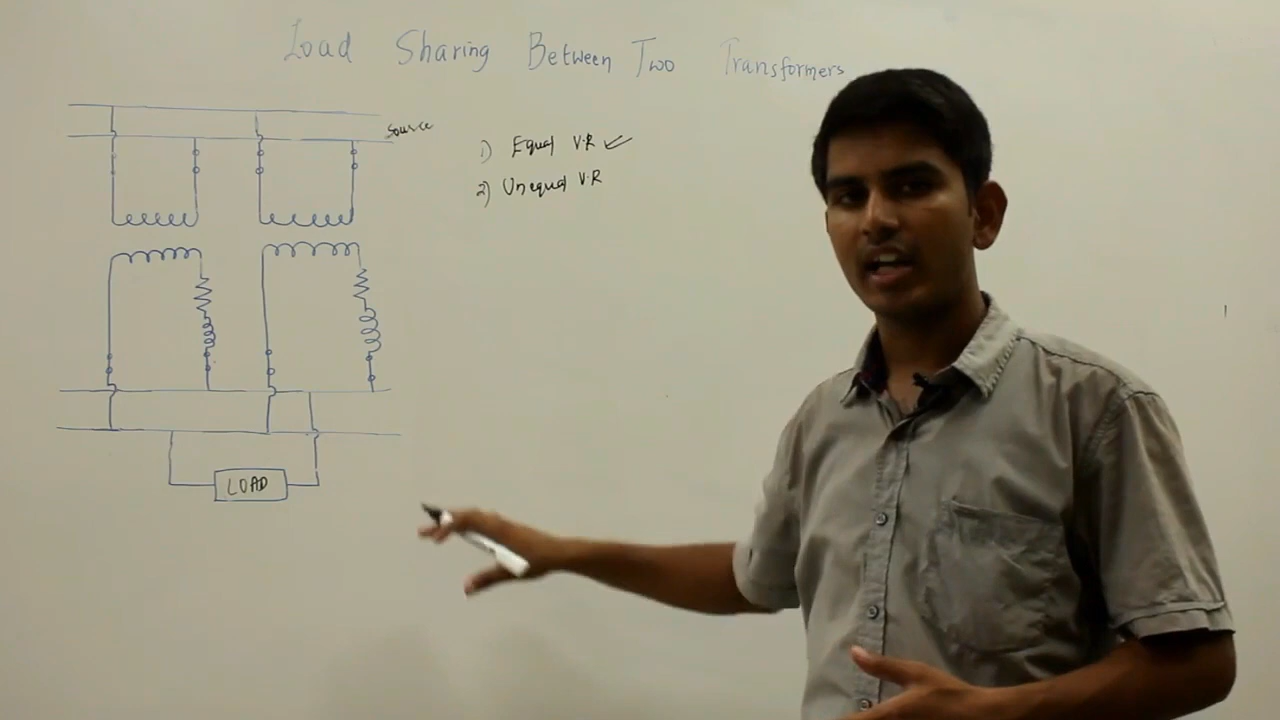 Load Sharing Between Two Transformers
Source
1) Equal V.R ✓
2) Unequal V.R
LOAD